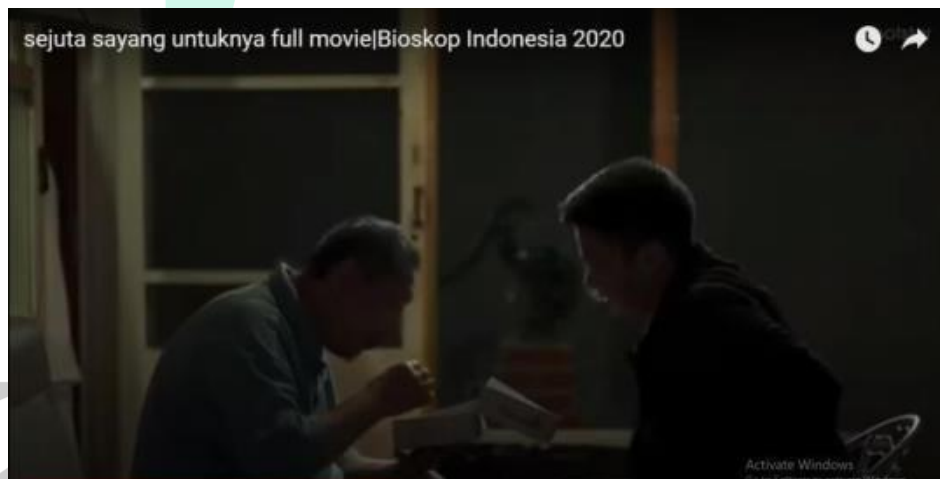 sejuta sayang untuknya full movie|Bioskop Indonesia 2020
Activate Windows